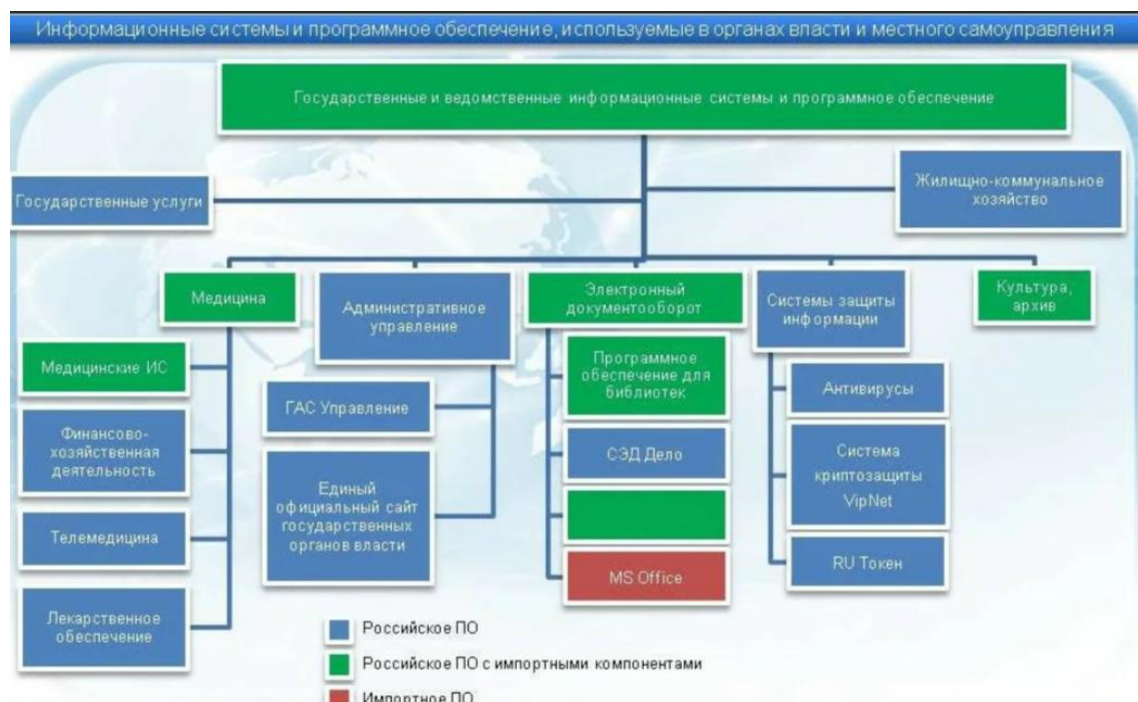 Информационные системы и программное обеспечение, используемые в органах власти и местного самоуправления
Государственные и ведомственные информационные системы и программное обеспечение
Государственные услуги
Жилищно-коммунальное
хозяйство
Медицина
Административное
управление
Электронный
документооборот
Системы защиты
информации
Культура,
архив
Медицинские ИС
Финансово-
хозяйственная
деятельность
Телемедицина
Лекарственное
обеспечение
ГАС Управление
Единый
официальный сайт
государственных
органов власти
Программное
обеспечение для
библиотек
СЭД Дело
MS Office
Антивирусы
Система
криптозащиты
VipNet
RU Токен
Российское ПО
Российское ПО с импортными компонентами
Импортное ПО